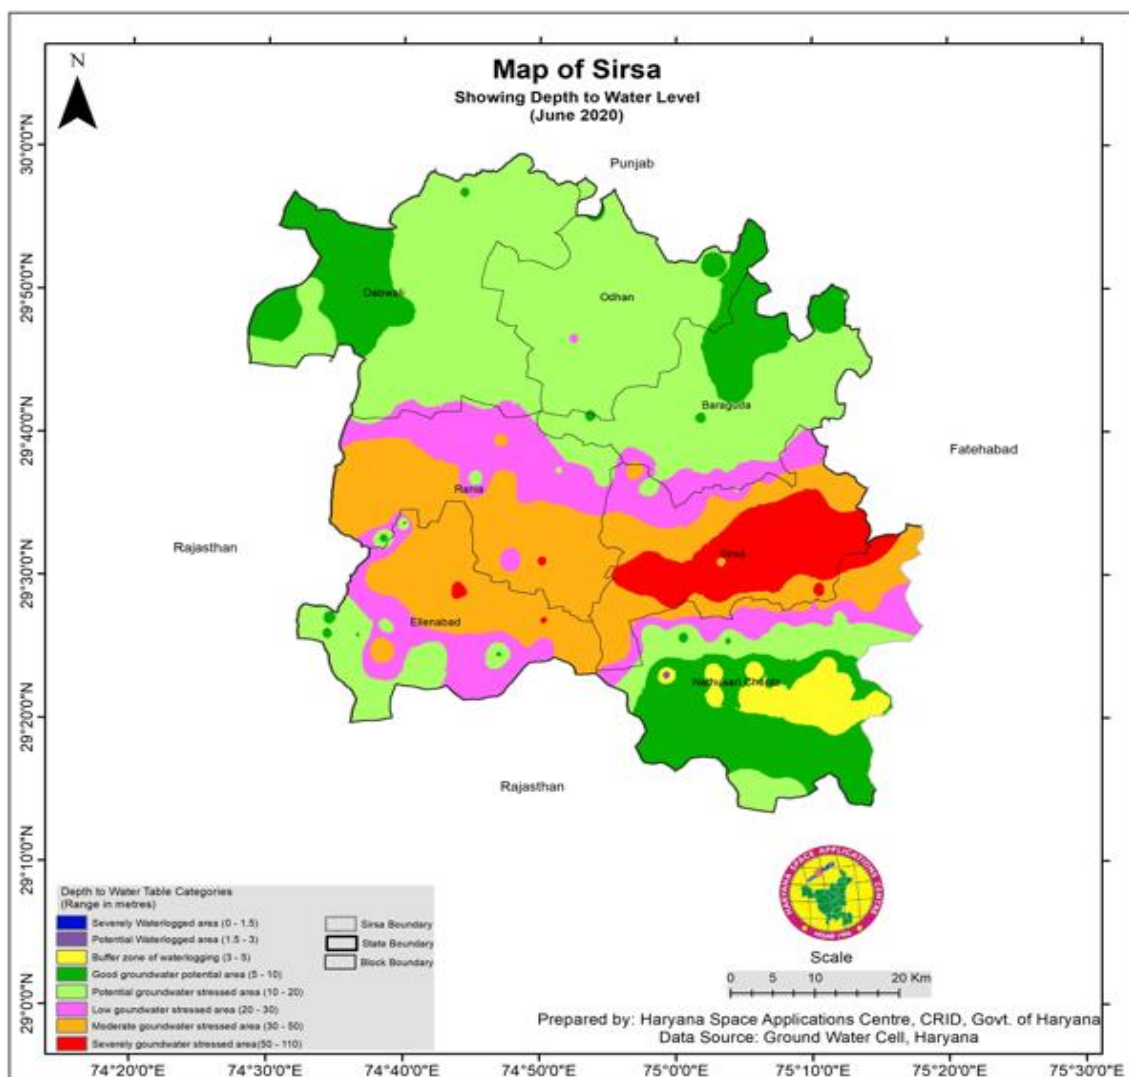 N
Map of Sirsa
Showing Depth to Water Level
(June 2020)
30°0'0"N
29°50'0"N
29°40'0"N
29°30'0"N
29°20'0"N
29°10'0"N
29°0'0"N
Punjab
Dabwali
Odhan
Baraguda
Fatehabad
Rania
Rajasthan
Sirsa
Ellenabad
Nathusari Chopta
Rajasthan
HARYANA SPACE APPLICATIONS CENTRE
Depth to Water Table Categories
(Range in metres)
Severely Waterlogged area (0 - 1.5)
Potential Waterlogged area (1.5 - 3)
Buffer zone of waterlogging (3 - 5)
Good groundwater potential area (5 - 10)
Potential groundwater stressed area (10 - 20)
Low goundwater stressed area (20 - 30)
Moderate goundwater stressed area (30 - 50)
Severely goundwater stressed area(50 - 110)
Sirsa Boundary
State Boundary
Block Boundary
Scale
0 5 10 20 Km
Prepared by: Haryana Space Applications Centre, CRID, Govt. of Haryana
Data Source: Ground Water Cell, Haryana
74°20'0"E 74°30'0"E 74°40'0"E 74°50'0"E 75°0'0"E 75°10'0"E 75°20'0"E 75°30'0"E